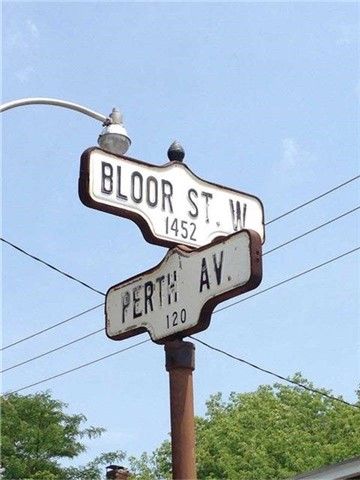 BLOOR ST. W.
1452
PERTH AV.
120